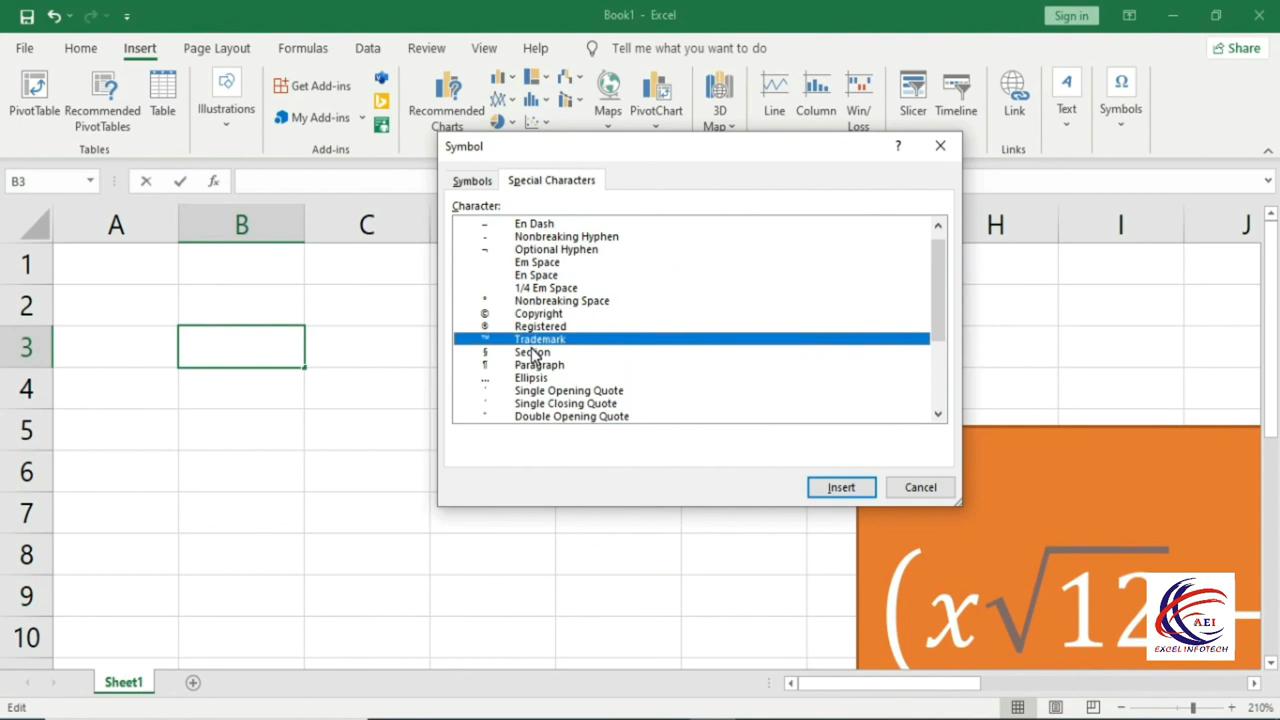 Book1 - Excel
Sign in
File Home Insert Page Layout Formulas Data Review View Help Tell me what you want to do Share
PivotTable Recommended PivotTables Table
Tables
Illustrations
Get Add-ins
My Add-ins
Add-ins
Recommended Charts
Maps PivotChart
3D Map
Line Column Win/ Loss
Slicer Timeline
Link
Links
Text
Symbols
Symbol ?
B3 fx
Symbols Special Characters
Character:
– En Dash
- Nonbreaking Hyphen
¬ Optional Hyphen
Em Space
En Space
1/4 Em Space
° Nonbreaking Space
© Copyright
® Registered
™ Trademark
§ Section
¶ Paragraph
… Ellipsis
‘ Single Opening Quote
’ Single Closing Quote
“ Double Opening Quote
Insert Cancel
A B C H I J
1
2
3
4
5
6
7
8
9
10
(x√12 –
AEI
EXCEL INFOTECH
Sheet1
Edit
210%